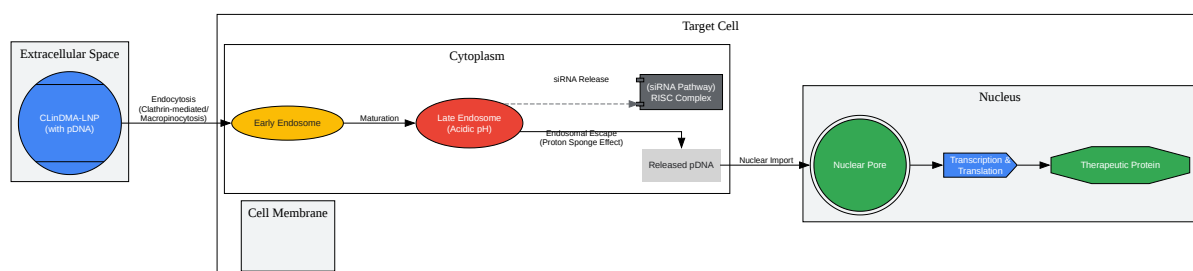 Target Cell
Extracellular Space
CLinDMA-LNP
(with pDNA)
Endocytosis
(Clathrin-mediated/
Macropinocytosis)
Cytoplasm
Early Endosome
Maturation
Late Endosome
(Acidic pH)
siRNA Release
(siRNA Pathway)
RISC Complex
Endosomal Escape
(Proton Sponge Effect)
Released pDNA
Nuclear Import
Nucleus
Nuclear Pore
Transcription &
Translation
Therapeutic Protein
Cell Membrane